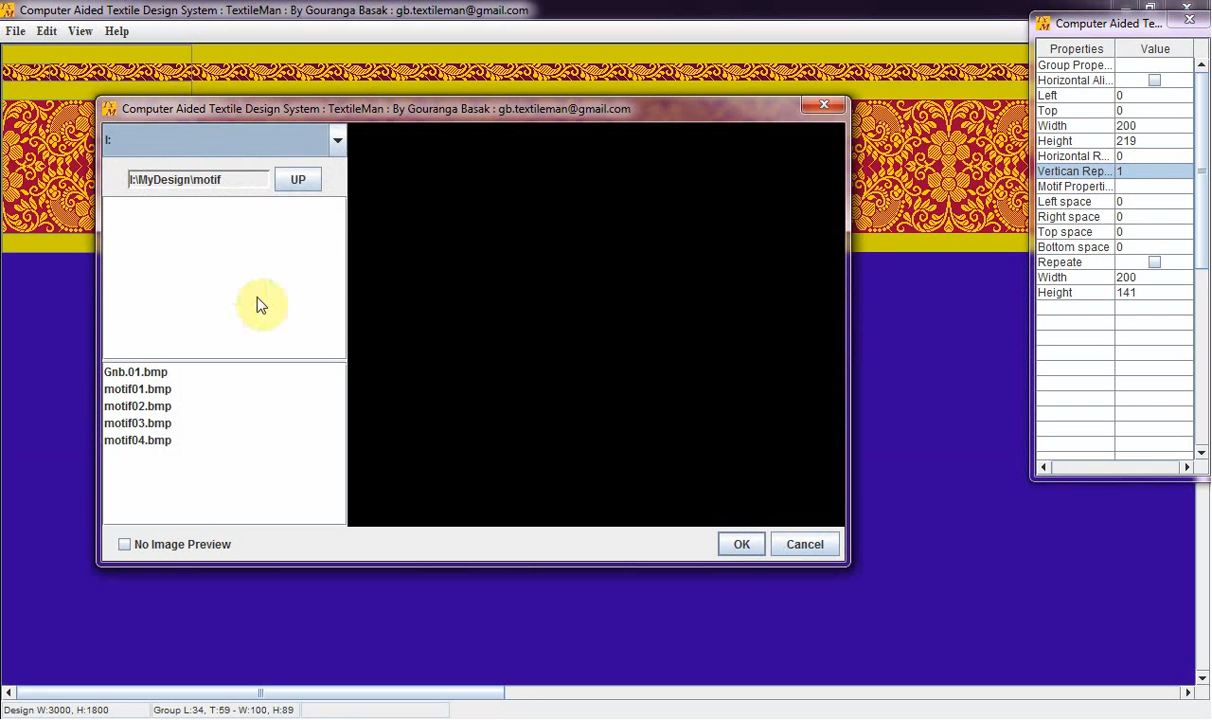 Computer Aided Textile Design System : TextileMan : By Gouranga Basak : gb.textileman@gmail.com
File Edit View Help
Computer Aided Te...
Properties Value
Group Prope...
Horizontal Ali...
Left 0
Top 0
Width 200
Height 219
Horizontal R... 0
Vertican Rep... 1
Motif Properti...
Left space 0
Right space 0
Top space 0
Bottom space 0
Repeate
Width 200
Height 141
Computer Aided Textile Design System : TextileMan : By Gouranga Basak : gb.textileman@gmail.com
I:
I:\MyDesign\motif UP
Gnb.01.bmp
motif01.bmp
motif02.bmp
motif03.bmp
motif04.bmp
No Image Preview OK Cancel
Design W:3000, H:1800 Group L:34, T:59 - W:100, H:89